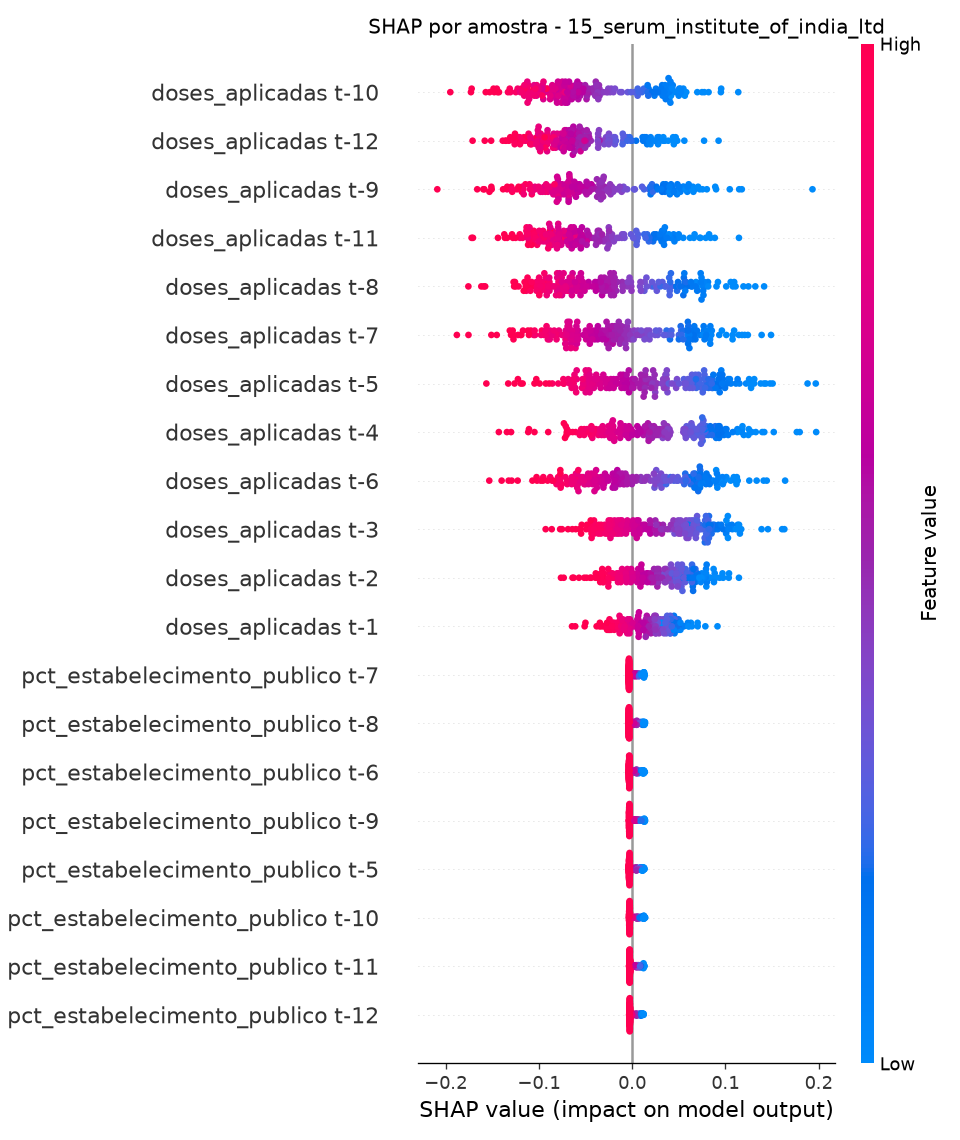 SHAP por amostra - 15_serum_institute_of_india_ltd
High
doses_aplicadas t-10
doses_aplicadas t-12
doses_aplicadas t-9
doses_aplicadas t-11
doses_aplicadas t-8
doses_aplicadas t-7
doses_aplicadas t-5
doses_aplicadas t-4
doses_aplicadas t-6
doses_aplicadas t-3
doses_aplicadas t-2
doses_aplicadas t-1
pct_estabelecimento_publico t-7
pct_estabelecimento_publico t-8
pct_estabelecimento_publico t-6
pct_estabelecimento_publico t-9
pct_estabelecimento_publico t-5
pct_estabelecimento_publico t-10
pct_estabelecimento_publico t-11
pct_estabelecimento_publico t-12
Feature value
Low
−0.2 −0.1 0.0 0.1 0.2
SHAP value (impact on model output)